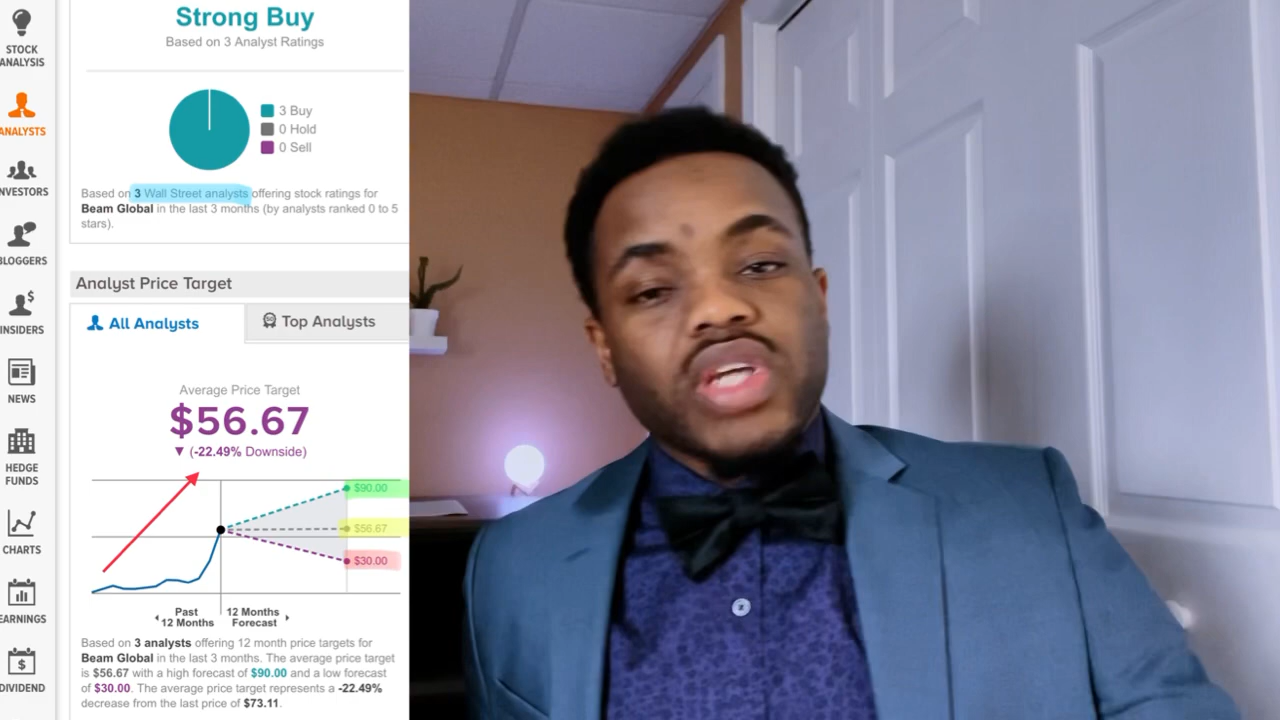 STOCK
ANALYSIS
ANALYSTS
NVESTORS
BLOGGERS
INSIDERS
NEWS
HEDGE
FUNDS
CHARTS
EARNINGS
DIVIDEND
Strong Buy
Based on 3 Analyst Ratings
3 Buy
0 Hold
0 Sell
Based on 3 Wall Street analysts offering stock ratings for
Beam Global in the last 3 months (by analysts ranked 0 to 5
stars).
Analyst Price Target
All Analysts
Top Analysts
Average Price Target
$56.67
▼ (-22.49% Downside)
$90.00
$56.67
$30.00
Past
12 Months
12 Months
Forecast
Based on 3 analysts offering 12 month price targets for
Beam Global in the last 3 months. The average price target
is $56.67 with a high forecast of $90.00 and a low forecast
of $30.00. The average price target represents a -22.49%
decrease from the last price of $73.11.